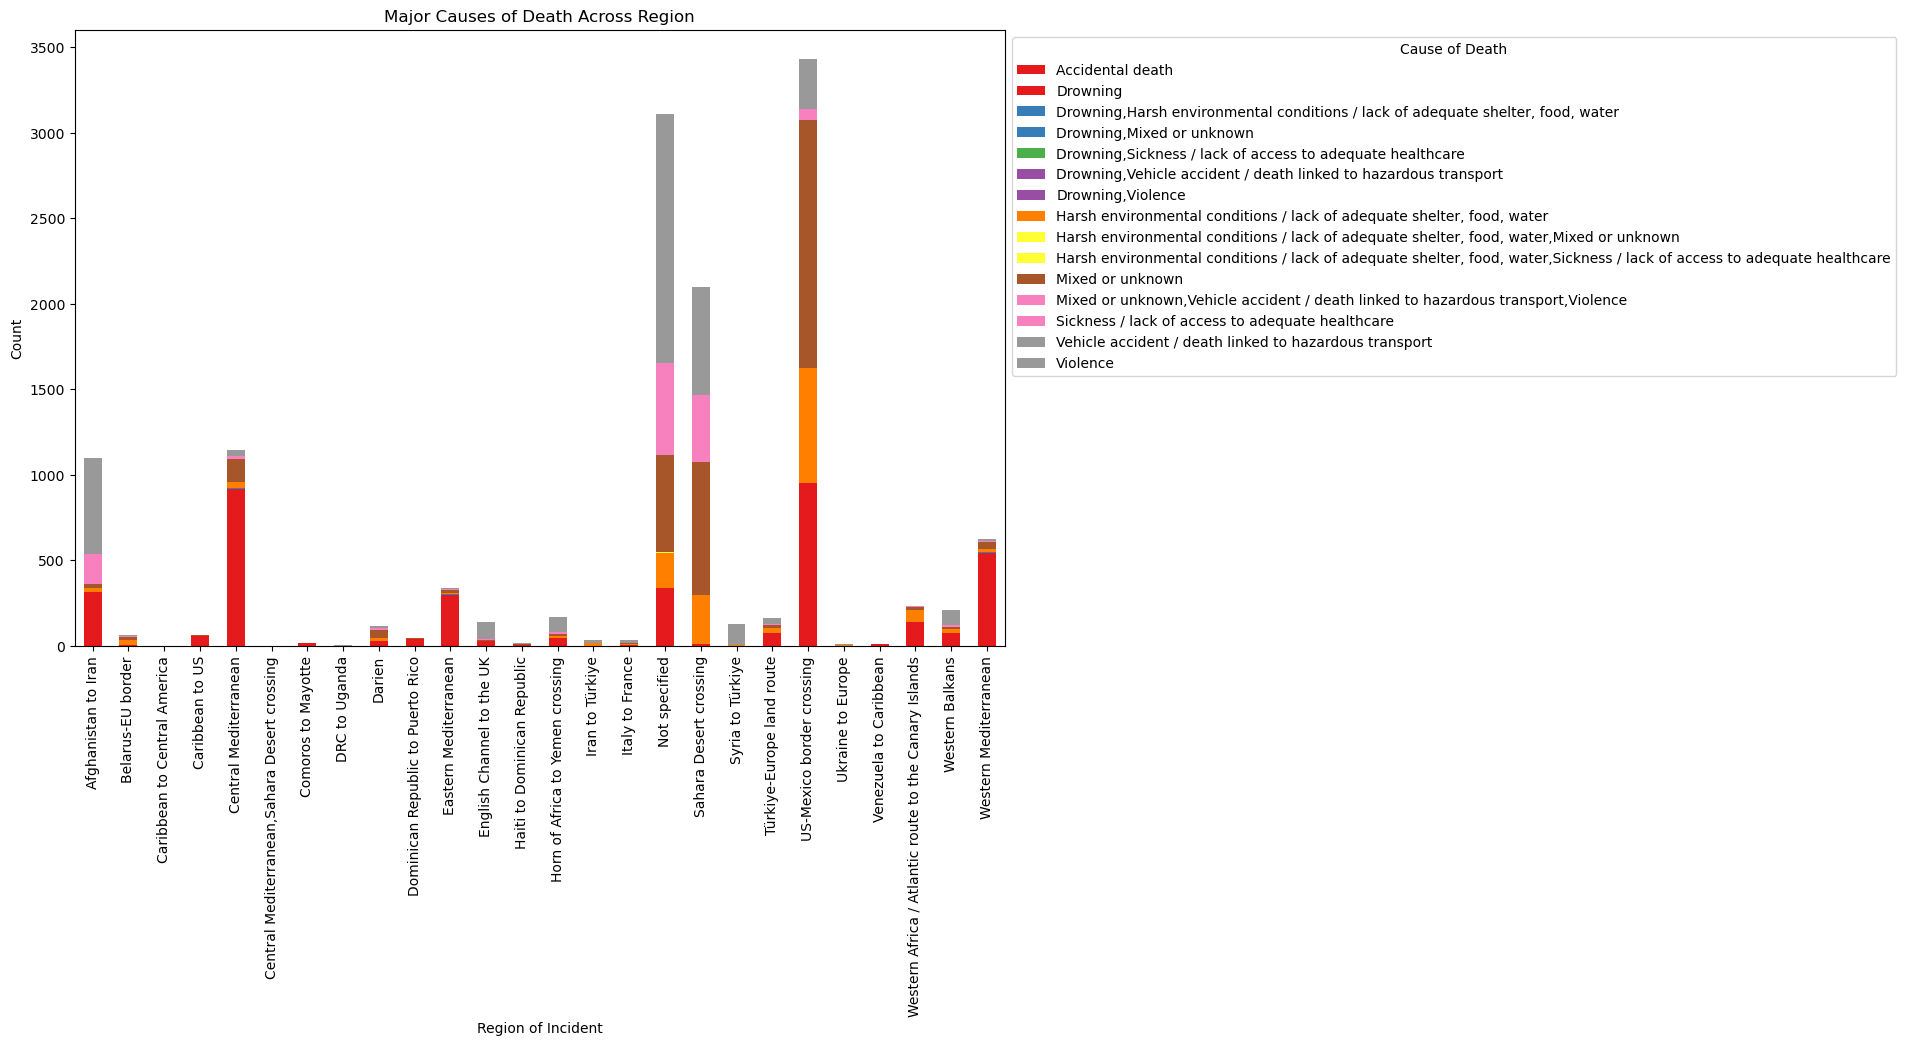 Major Causes of Death Across Region
Count
3500
3000
2500
2000
1500
1000
500
0
Afghanistan to Iran
Belarus-EU border
Caribbean to Central America
Caribbean to US
Central Mediterranean
Central Mediterranean,Sahara Desert crossing
Comoros to Mayotte
DRC to Uganda
Darien
Dominican Republic to Puerto Rico
Eastern Mediterranean
English Channel to the UK
Haiti to Dominican Republic
Horn of Africa to Yemen crossing
Iran to Türkiye
Italy to France
Not specified
Sahara Desert crossing
Syria to Türkiye
Türkiye-Europe land route
US-Mexico border crossing
Ukraine to Europe
Venezuela to Caribbean
Western Africa / Atlantic route to the Canary Islands
Western Balkans
Western Mediterranean
Region of Incident
Cause of Death
Accidental death
Drowning
Drowning,Harsh environmental conditions / lack of adequate shelter, food, water
Drowning,Mixed or unknown
Drowning,Sickness / lack of access to adequate healthcare
Drowning,Vehicle accident / death linked to hazardous transport
Drowning,Violence
Harsh environmental conditions / lack of adequate shelter, food, water
Harsh environmental conditions / lack of adequate shelter, food, water,Mixed or unknown
Harsh environmental conditions / lack of adequate shelter, food, water,Sickness / lack of access to adequate healthcare
Mixed or unknown
Mixed or unknown,Vehicle accident / death linked to hazardous transport,Violence
Sickness / lack of access to adequate healthcare
Vehicle accident / death linked to hazardous transport
Violence